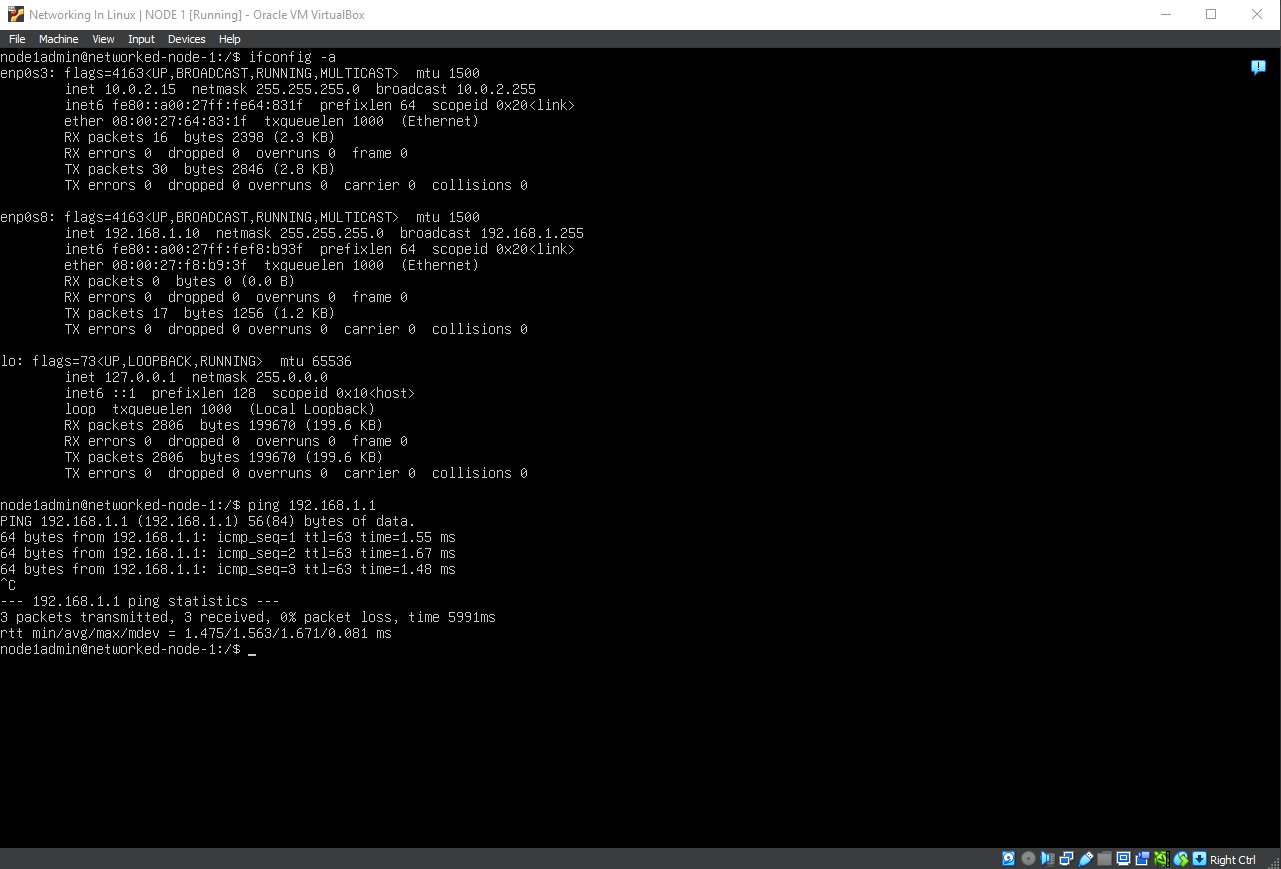 Networking In Linux | NODE 1 [Running] - Oracle VM VirtualBox
File Machine View Input Devices Help
node1admin@networked-node-1:/$ ifconfig -a
enp0s3: flags=4163<UP,BROADCAST,RUNNING,MULTICAST>  mtu 1500
        inet 10.0.2.15  netmask 255.255.255.0  broadcast 10.0.2.255
        inet6 fe80::a00:27ff:fe64:831f  prefixlen 64  scopeid 0x20<link>
        ether 08:00:27:64:83:1f  txqueuelen 1000  (Ethernet)
        RX packets 16  bytes 2398 (2.3 KB)
        RX errors 0  dropped 0  overruns 0  frame 0
        TX packets 30  bytes 2846 (2.8 KB)
        TX errors 0  dropped 0 overruns 0  carrier 0  collisions 0
enp0s8: flags=4163<UP,BROADCAST,RUNNING,MULTICAST>  mtu 1500
        inet 192.168.1.10  netmask 255.255.255.0  broadcast 192.168.1.255
        inet6 fe80::a00:27ff:fef8:b93f  prefixlen 64  scopeid 0x20<link>
        ether 08:00:27:f8:b9:3f  txqueuelen 1000  (Ethernet)
        RX packets 0  bytes 0 (0.0 B)
        RX errors 0  dropped 0  overruns 0  frame 0
        TX packets 17  bytes 1256 (1.2 KB)
        TX errors 0  dropped 0 overruns 0  carrier 0  collisions 0
lo: flags=73<UP,LOOPBACK,RUNNING>  mtu 65536
        inet 127.0.0.1  netmask 255.0.0.0
        inet6 ::1  prefixlen 128  scopeid 0x10<host>
        loop  txqueuelen 1000  (Local Loopback)
        RX packets 2806  bytes 199670 (199.6 KB)
        RX errors 0  dropped 0  overruns 0  frame 0
        TX packets 2806  bytes 199670 (199.6 KB)
        TX errors 0  dropped 0 overruns 0  carrier 0  collisions 0
node1admin@networked-node-1:/$ ping 192.168.1.1
PING 192.168.1.1 (192.168.1.1) 56(84) bytes of data.
64 bytes from 192.168.1.1: icmp_seq=1 ttl=63 time=1.55 ms
64 bytes from 192.168.1.1: icmp_seq=2 ttl=63 time=1.67 ms
64 bytes from 192.168.1.1: icmp_seq=3 ttl=63 time=1.48 ms
^C
--- 192.168.1.1 ping statistics ---
3 packets transmitted, 3 received, 0% packet loss, time 5991ms
rtt min/avg/max/mdev = 1.475/1.563/1.671/0.081 ms
node1admin@networked-node-1:/$ _
Right Ctrl